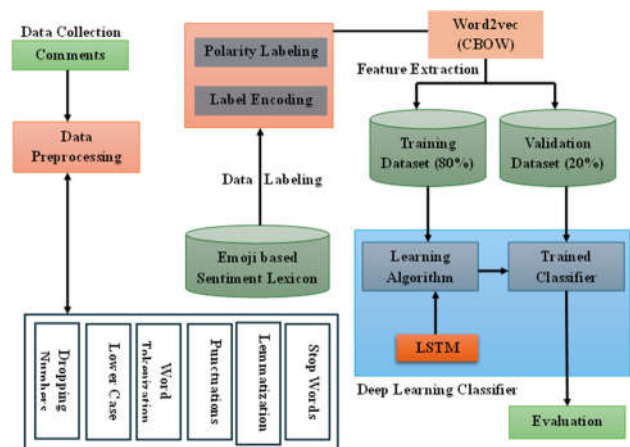 Data Collection
Comments
Data
Preprocessing
Dropping
Numbers
Lower Case
Word
Tokenization
Punctuations
Lemmatization
Stop Words
Polarity Labeling
Label Encoding
Data Labeling
Emoji based
Sentiment Lexicon
Word2vec
(CBOW)
Feature Extraction
Training
Dataset (80%)
Validation
Dataset (20%)
Learning
Algorithm
Trained
Classifier
LSTM
Deep Learning Classifier
Evaluation